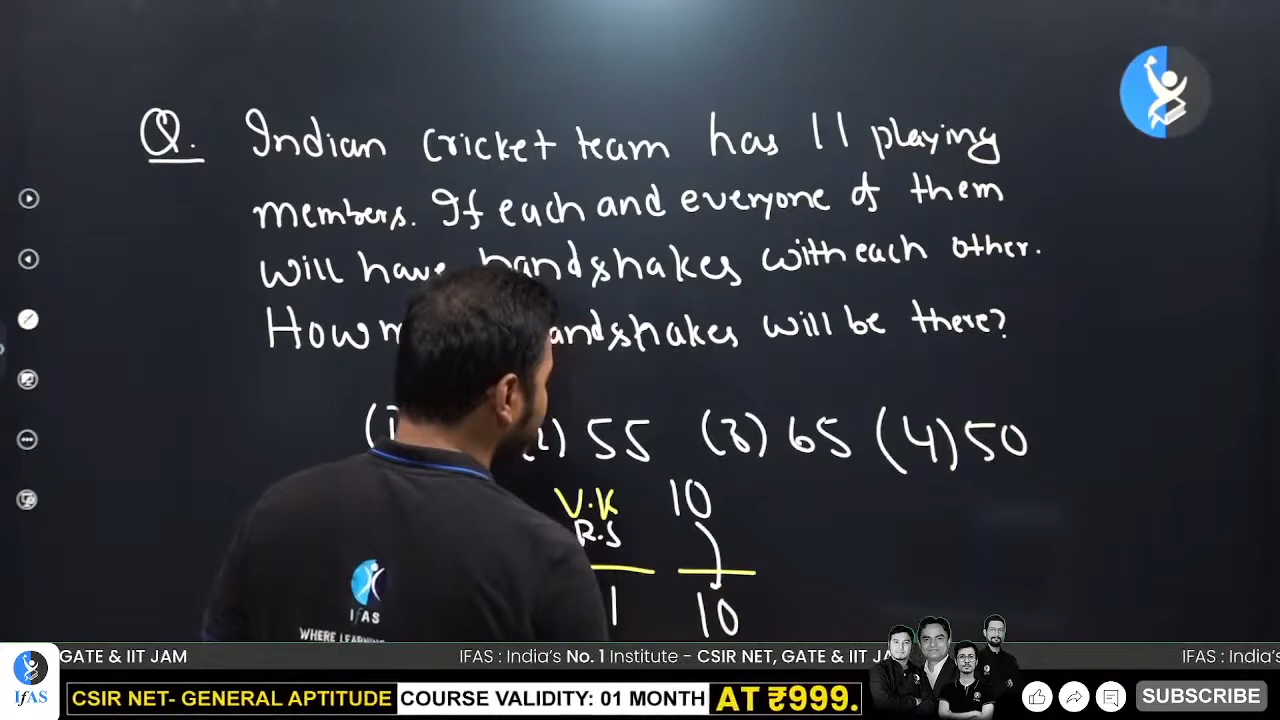 Q. Indian cricket team has 11 playing
members. If each and everyone of them
will have handshakes with each other.
How handshakes will be there?
55 (3) 65 (4) 50
V.K 10
R.S
1 10
IFAS
WHERE
GATE & IIT JAM IFAS : India's No. 1 Institute - CSIR NET, GATE & IIT JA IFAS : India's
IFAS CSIR NET- GENERAL APTITUDE COURSE VALIDITY: 01 MONTH AT ₹999. SUBSCRIBE